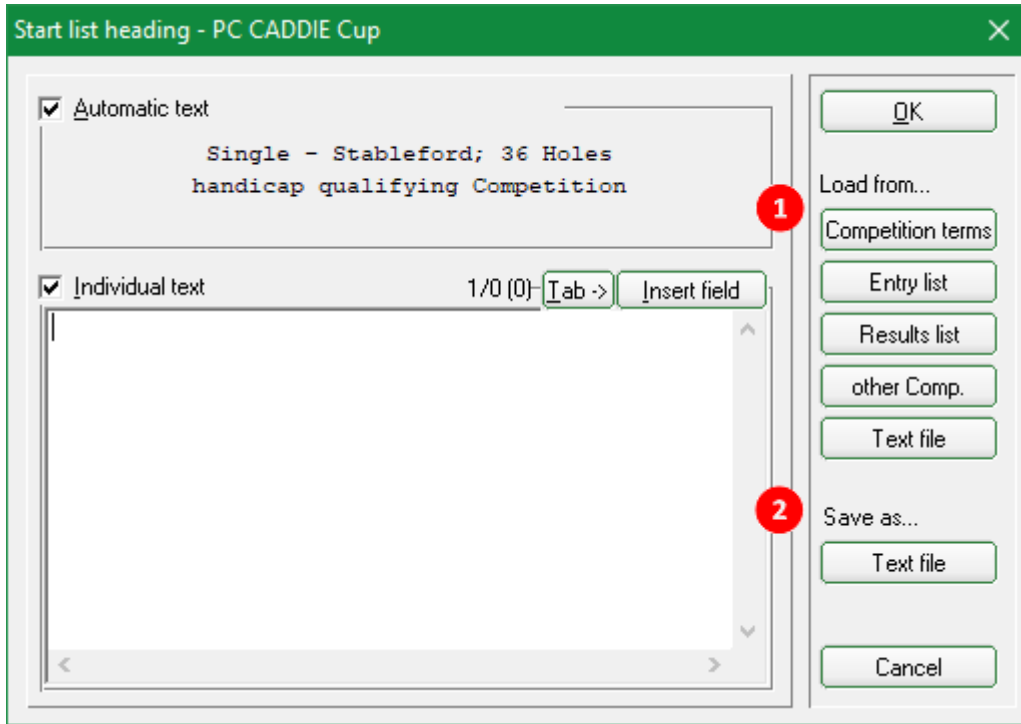 Start list heading - PC CADDIE Cup
Automatic text
Single - Stableford; 36 Holes
handicap qualifying Competition
Individual text
1/0 (0)
Tab ->
Insert field
OK
1
Load from...
Competition terms
Entry list
Results list
other Comp.
Text file
2
Save as...
Text file
Cancel